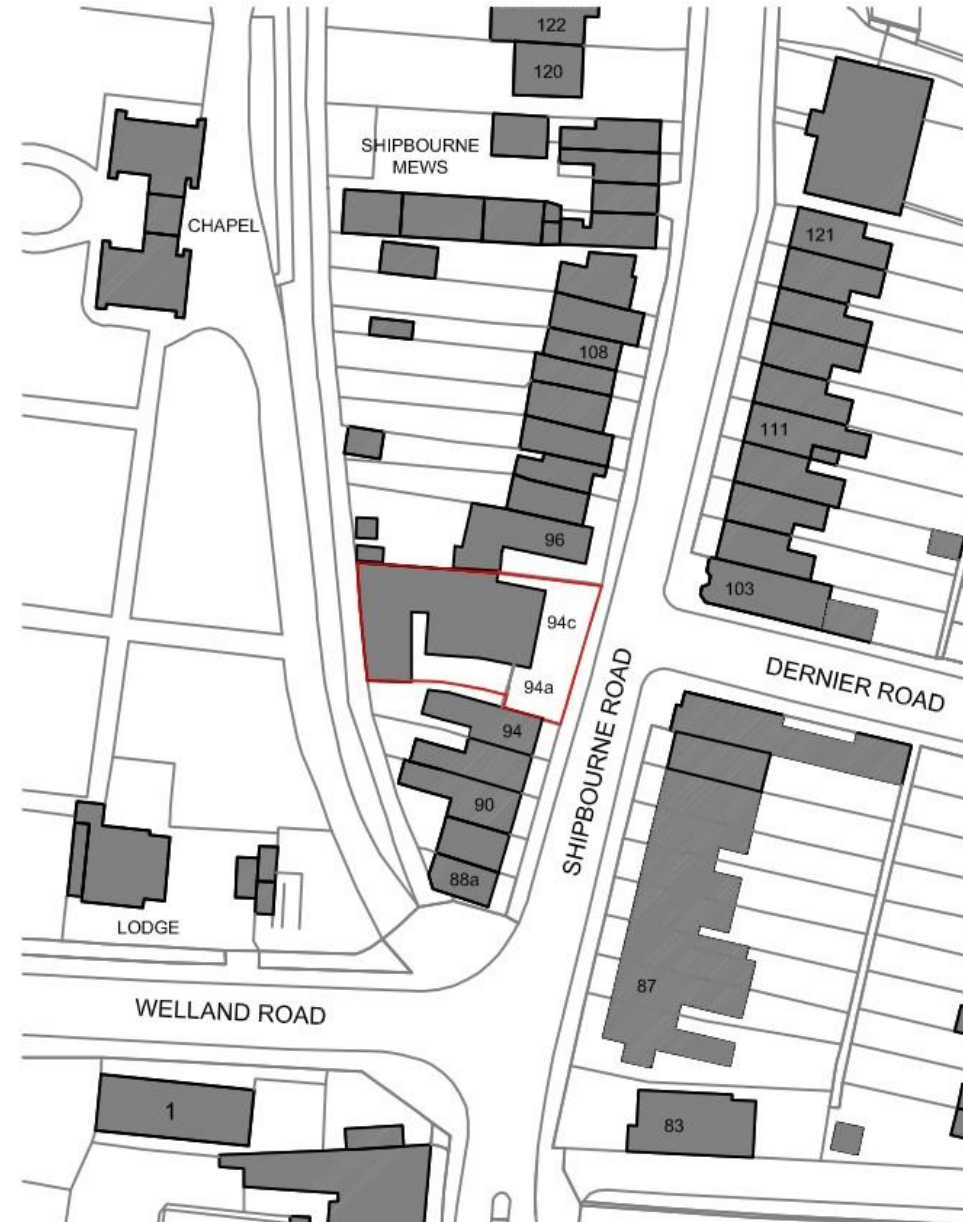 122
120
SHIPBOURNE
MEWS
CHAPEL
121
108
111
96
103
94c
94a
DERNIER ROAD
SHIPBOURNE ROAD
94
90
88a
LODGE
87
WELLAND ROAD
1
83